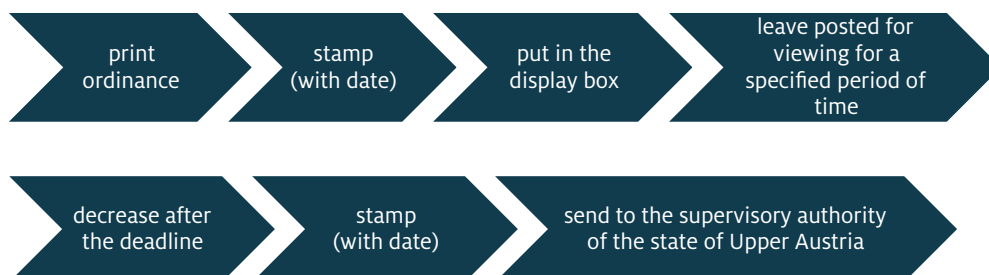 print
ordinance
stamp
(with date)
put in the
display box
leave posted for
viewing for a
specified period of
time
decrease after
the deadline
stamp
(with date)
send to the supervisory authority
of the state of Upper Austria